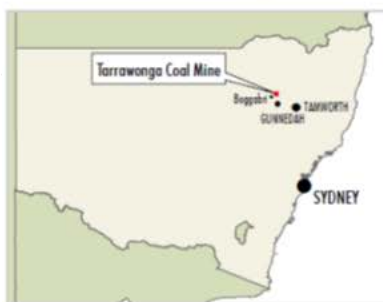 Tarrawonga Coal Mine
Boggabri
TAMWORTH
GUNNEDAH
SYDNEY